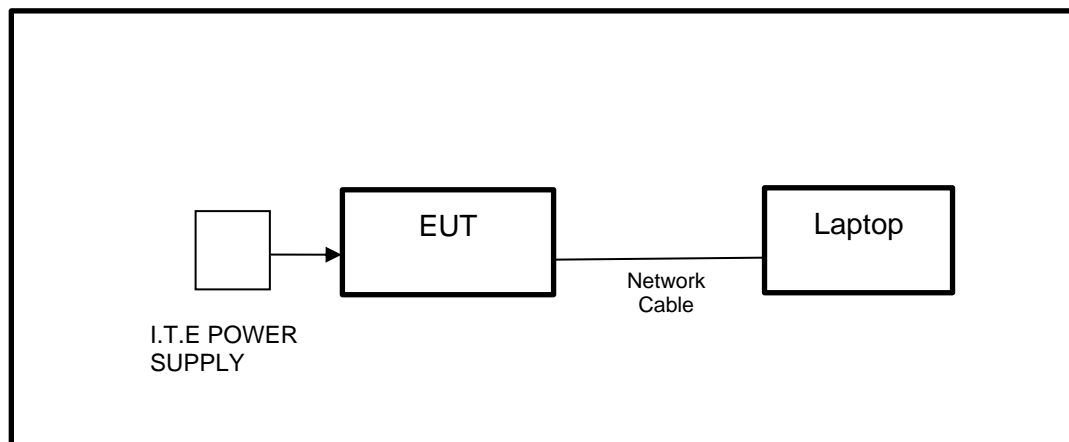 EUT
Laptop
Network
Cable
I.T.E POWER
SUPPLY